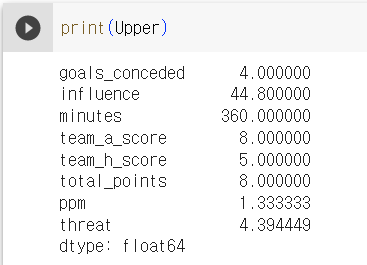 print(Upper)
goals_conceded 4.000000
influence 44.800000
minutes 360.000000
team_a_score 8.000000
team_h_score 5.000000
total_points 8.000000
ppm 1.333333
threat 4.394449
dtype: float64